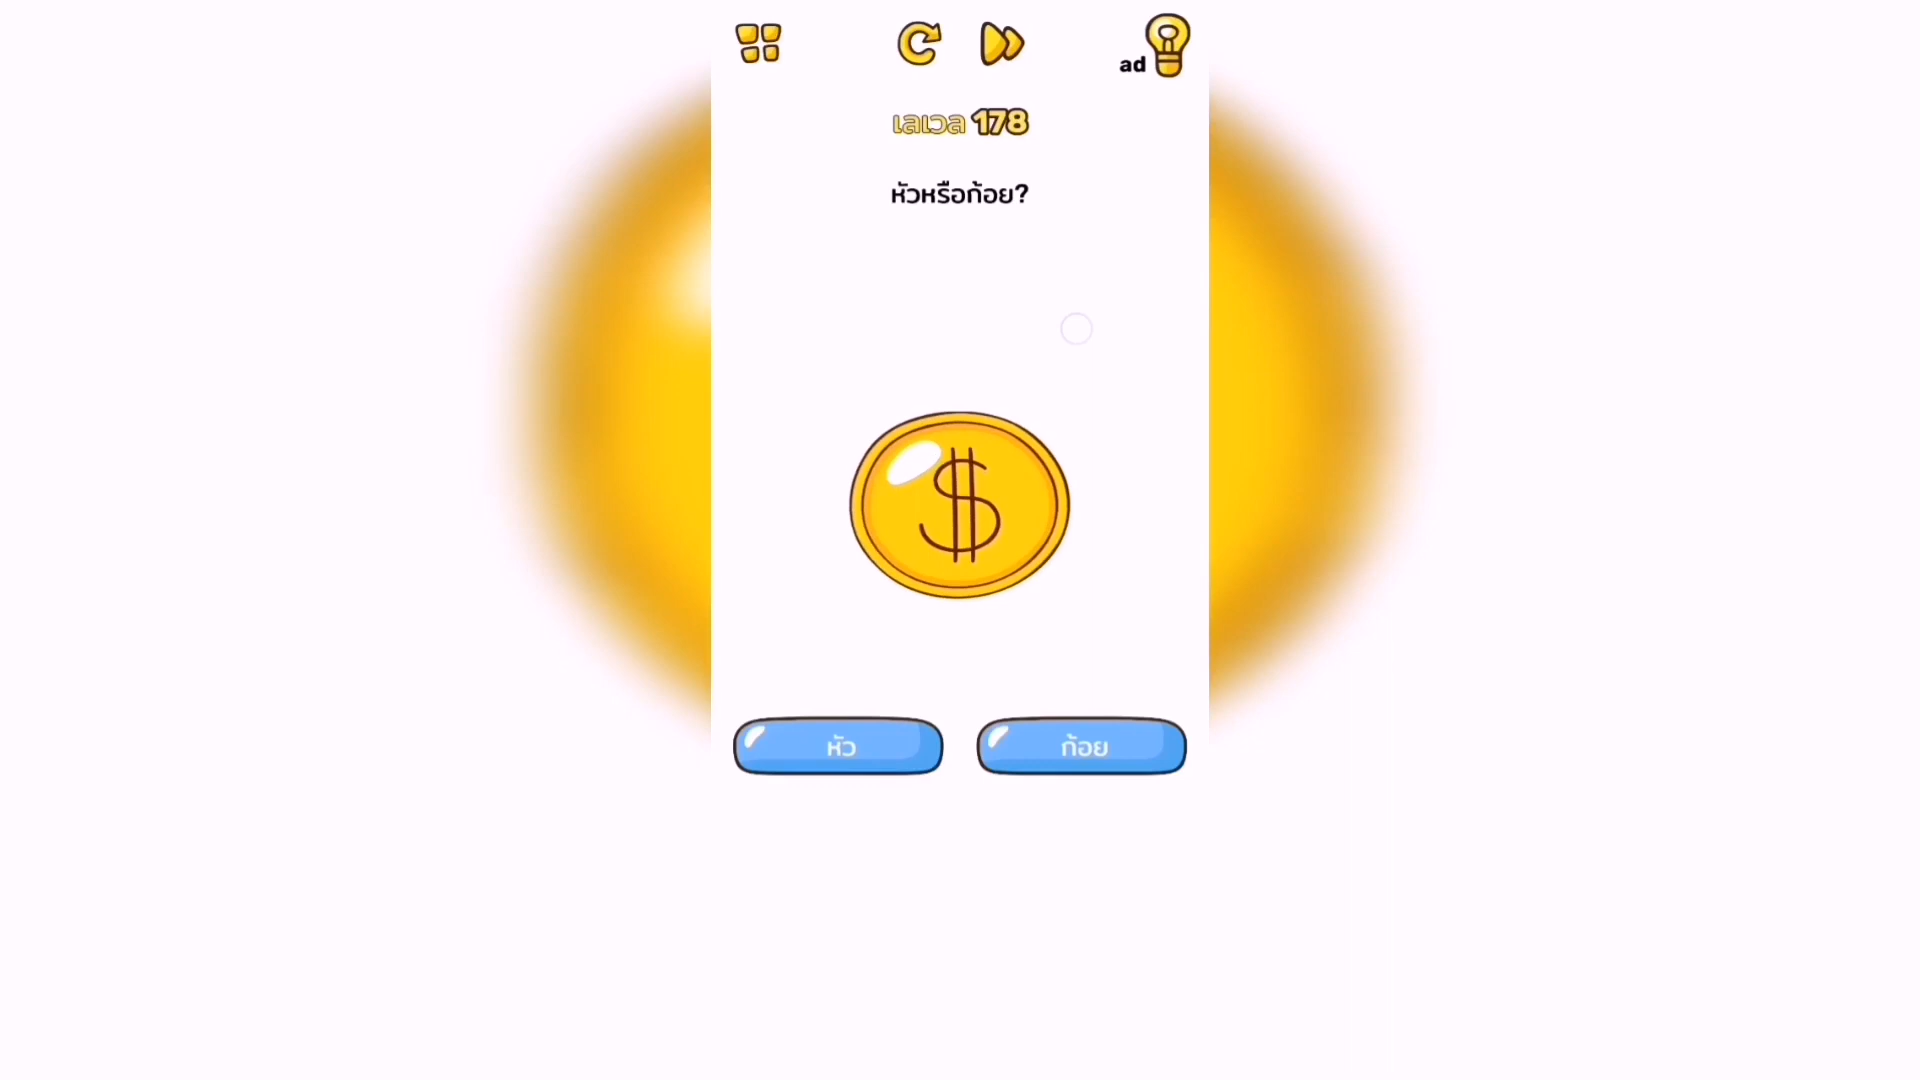 ad
เลเวล 178
หัวหรือก้อย?
$
หัว
ก้อย